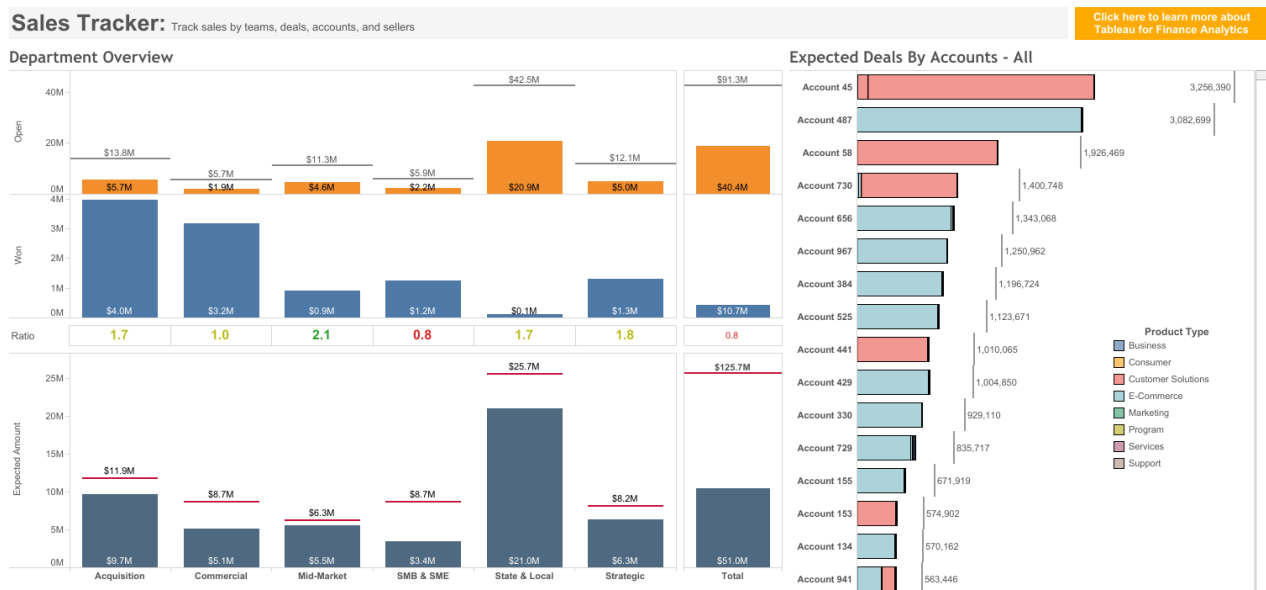 Sales Tracker: Track sales by teams, deals, accounts, and sellers
Click here to learn more about
Tableau for Finance Analytics
Department Overview
Expected Deals By Accounts - All
$42.5M
$91.3M
40M
Open
20M
$13.8M
$5.7M
$11.3M
$5.9M
$12.1M
0M
$5.7M
$1.9M
$4.6M
$2.2M
$20.9M
$5.0M
$40.4M
4M
3M
Won
2M
1M
0M
$4.0M
$3.2M
$0.9M
$1.2M
$0.1M
$1.3M
$10.7M
Ratio
1.7
1.0
2.1
0.8
1.7
1.8
0.8
25M
$25.7M
$125.7M
20M
15M
Expected Amount
$11.9M
10M
$8.7M
$6.3M
$8.7M
$8.2M
5M
0M
$9.7M
$5.1M
$5.5M
$3.4M
$21.0M
$6.3M
$51.0M
Acquisition
Commercial
Mid-Market
SMB & SME
State & Local
Strategic
Total
Account 45
3,256,390
Account 487
3,082,699
Account 58
1,926,469
Account 730
1,400,748
Account 656
1,343,068
Account 967
1,250,962
Account 384
1,196,724
Account 525
1,123,671
Account 441
1,010,065
Account 429
1,004,850
Account 330
929,110
Account 729
835,717
Account 155
671,919
Account 153
574,902
Account 134
570,162
Account 941
563,446
Product Type
Business
Consumer
Customer Solutions
E-Commerce
Marketing
Program
Services
Support